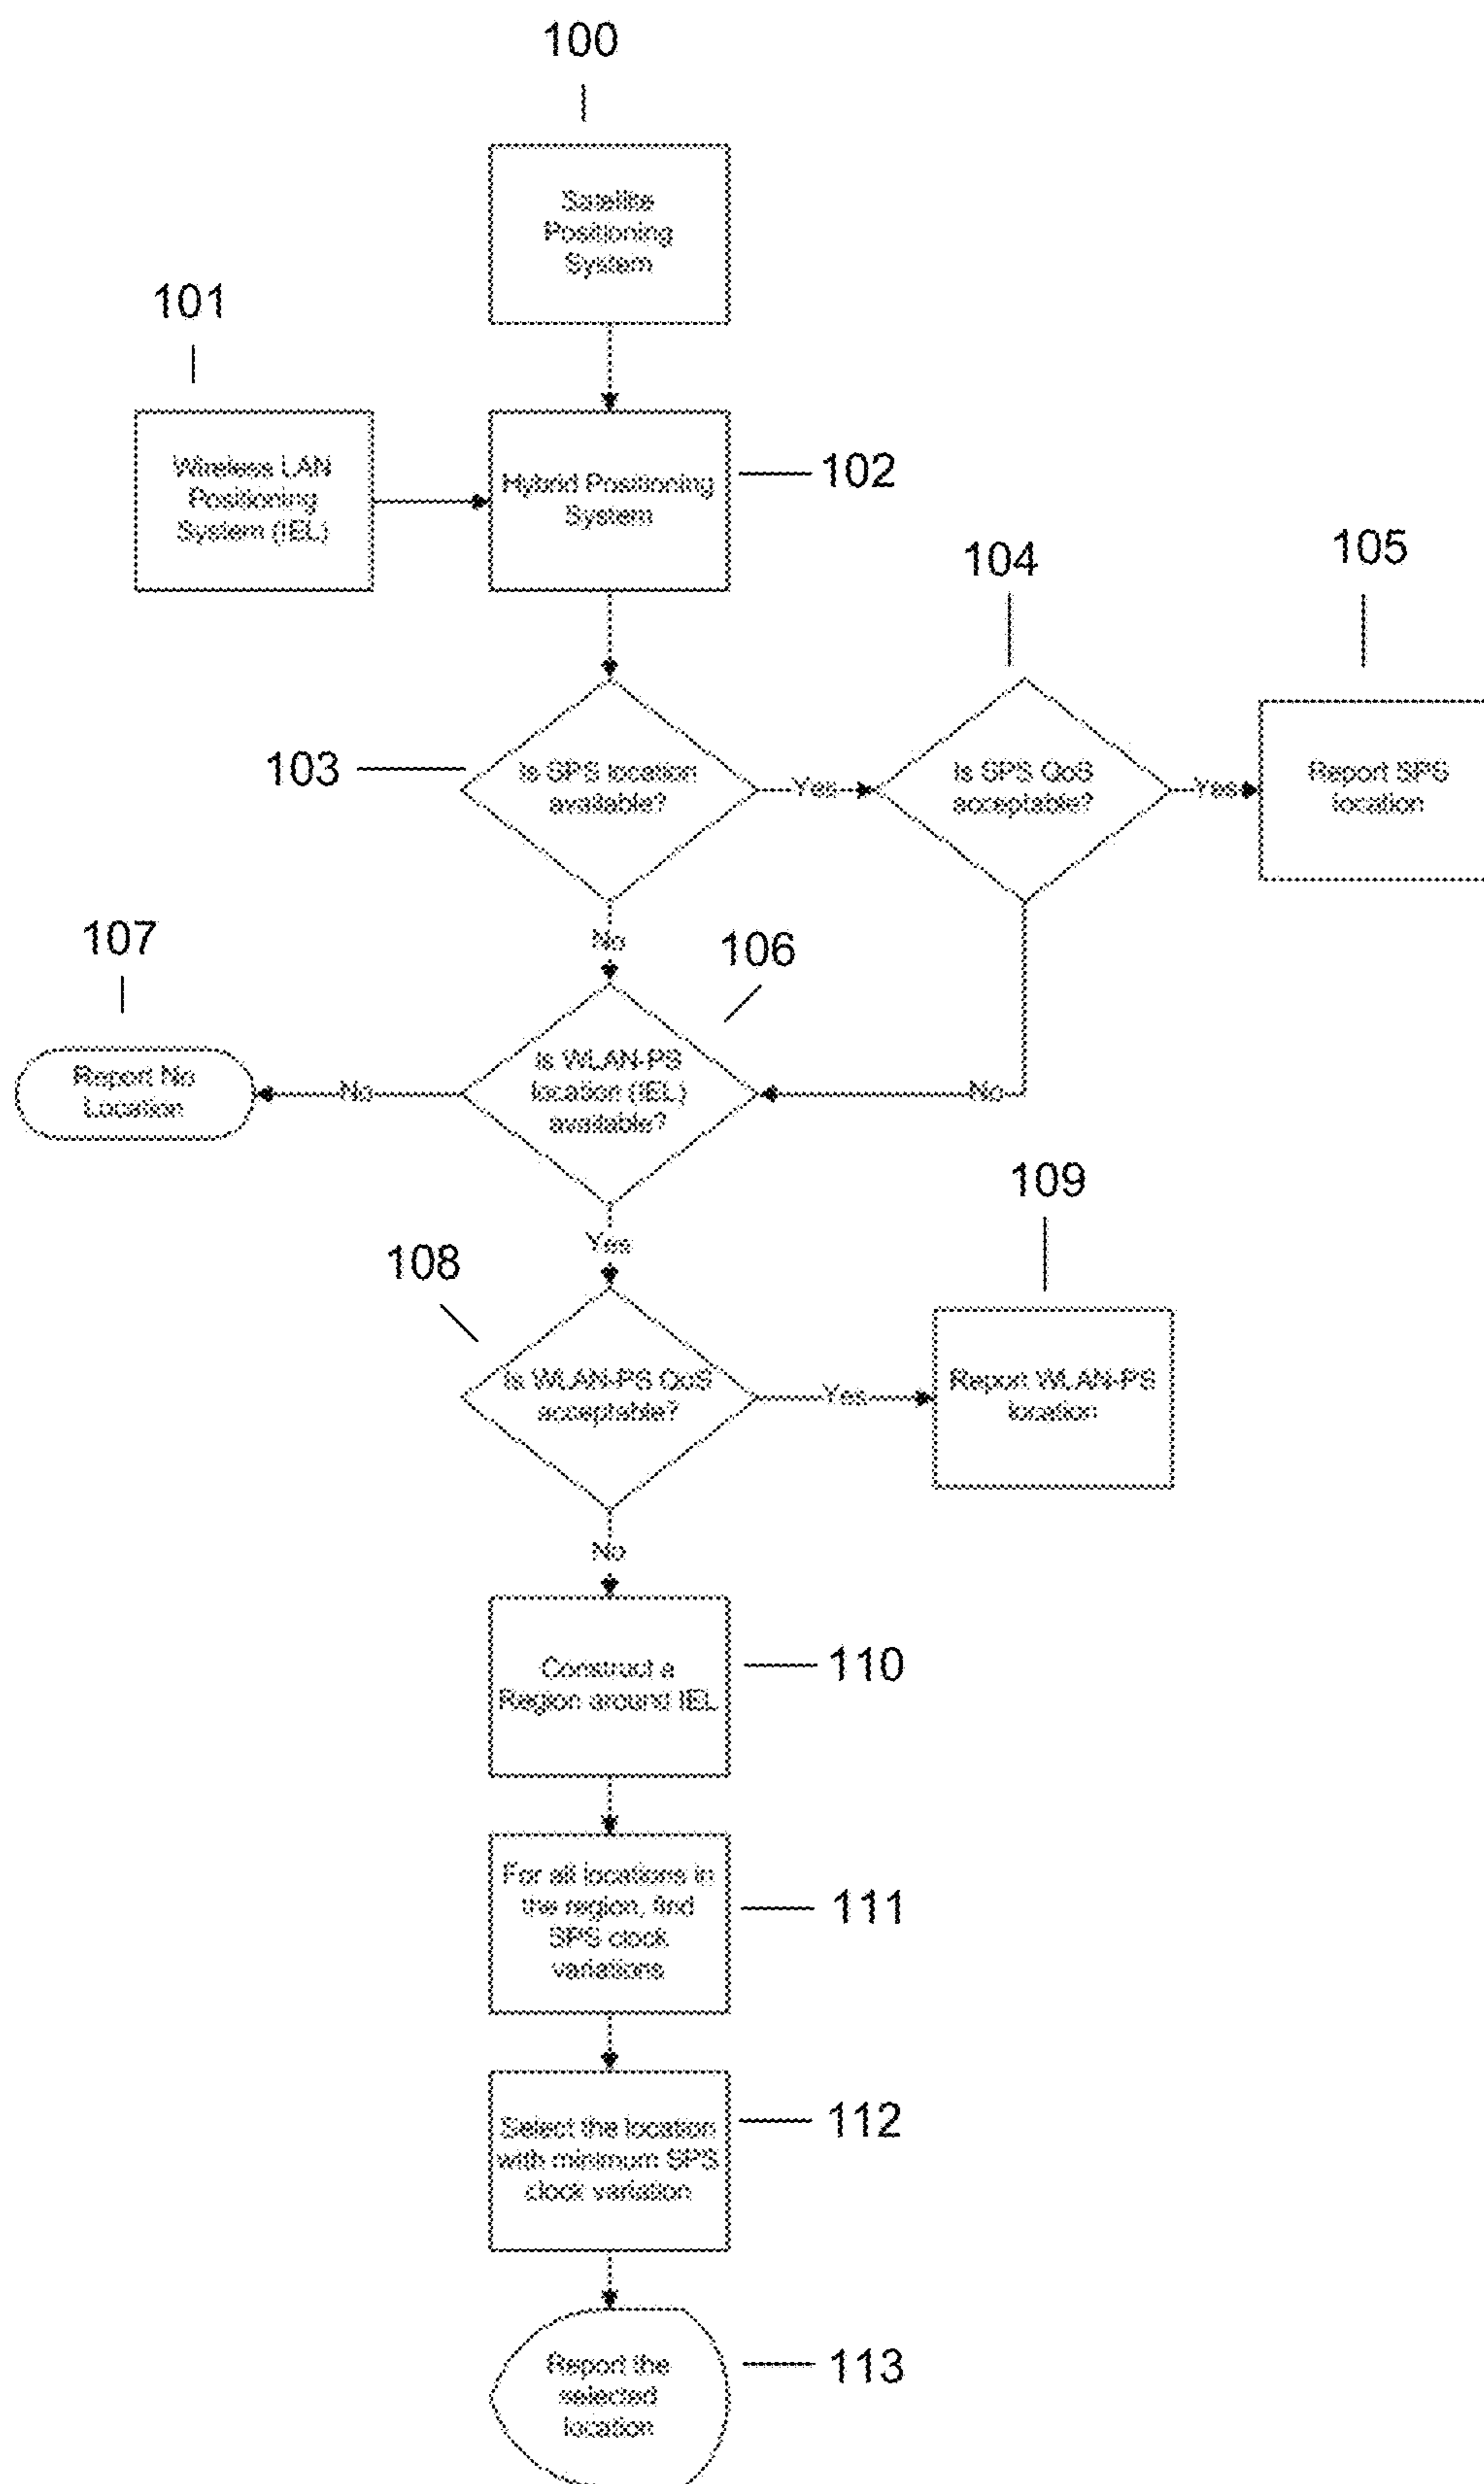 100
Satellite
Positioning
System
101
Wireless LAN
Positioning
System (IEL)
Hybrid Positioning
System
102
103
Is SPS location
available?
Yes
104
Is SPS QoS
acceptable?
Yes
105
Report SPS
location
No
106
107
Report No
Location
No
Is WLAN-PS
location (IEL)
available?
No
Yes
108
Is WLAN-PS QoS
acceptable?
Yes
109
Report WLAN-PS
location
No
Construct a
Region around IEL
110
For all locations in
the region, find
SPS clock
variations
111
Select the location
with minimum SPS
clock variation
112
Report the
selected
location
113